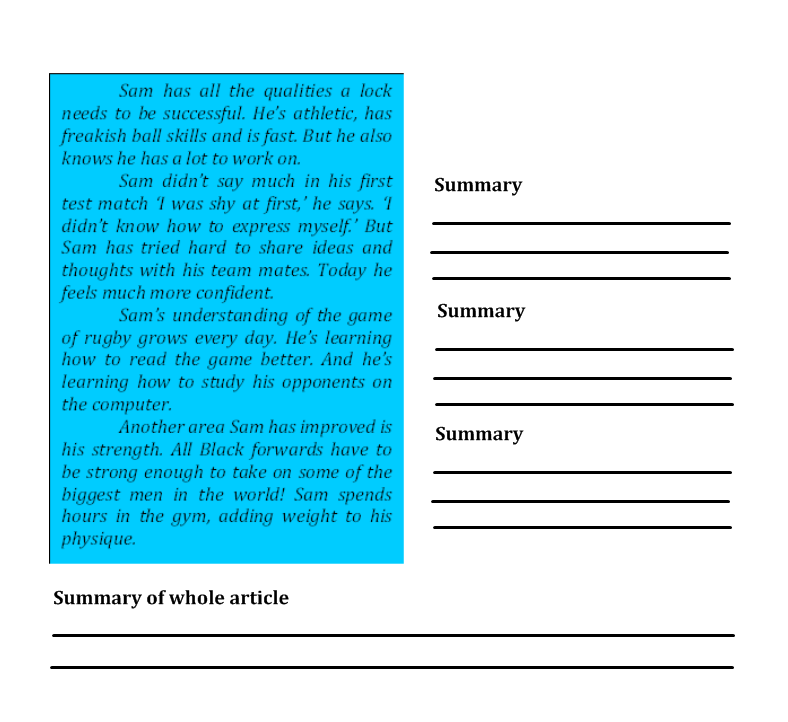 Sam has all the qualities a lock
needs to be successful. He's athletic, has
freakish ball skills and is fast. But he also
knows he has a lot to work on.
Sam didn't say much in his first
test match 'I was shy at first,' he says. 'I
didn't know how to express myself.' But
Sam has tried hard to share ideas and
thoughts with his team mates. Today he
feels much more confident.
Sam's understanding of the game
of rugby grows every day. He's learning
how to read the game better. And he's
learning how to study his opponents on
the computer.
Another area Sam has improved is
his strength. All Black forwards have to
be strong enough to take on some of the
biggest men in the world! Sam spends
hours in the gym, adding weight to his
physique.
Summary
Summary
Summary
Summary of whole article